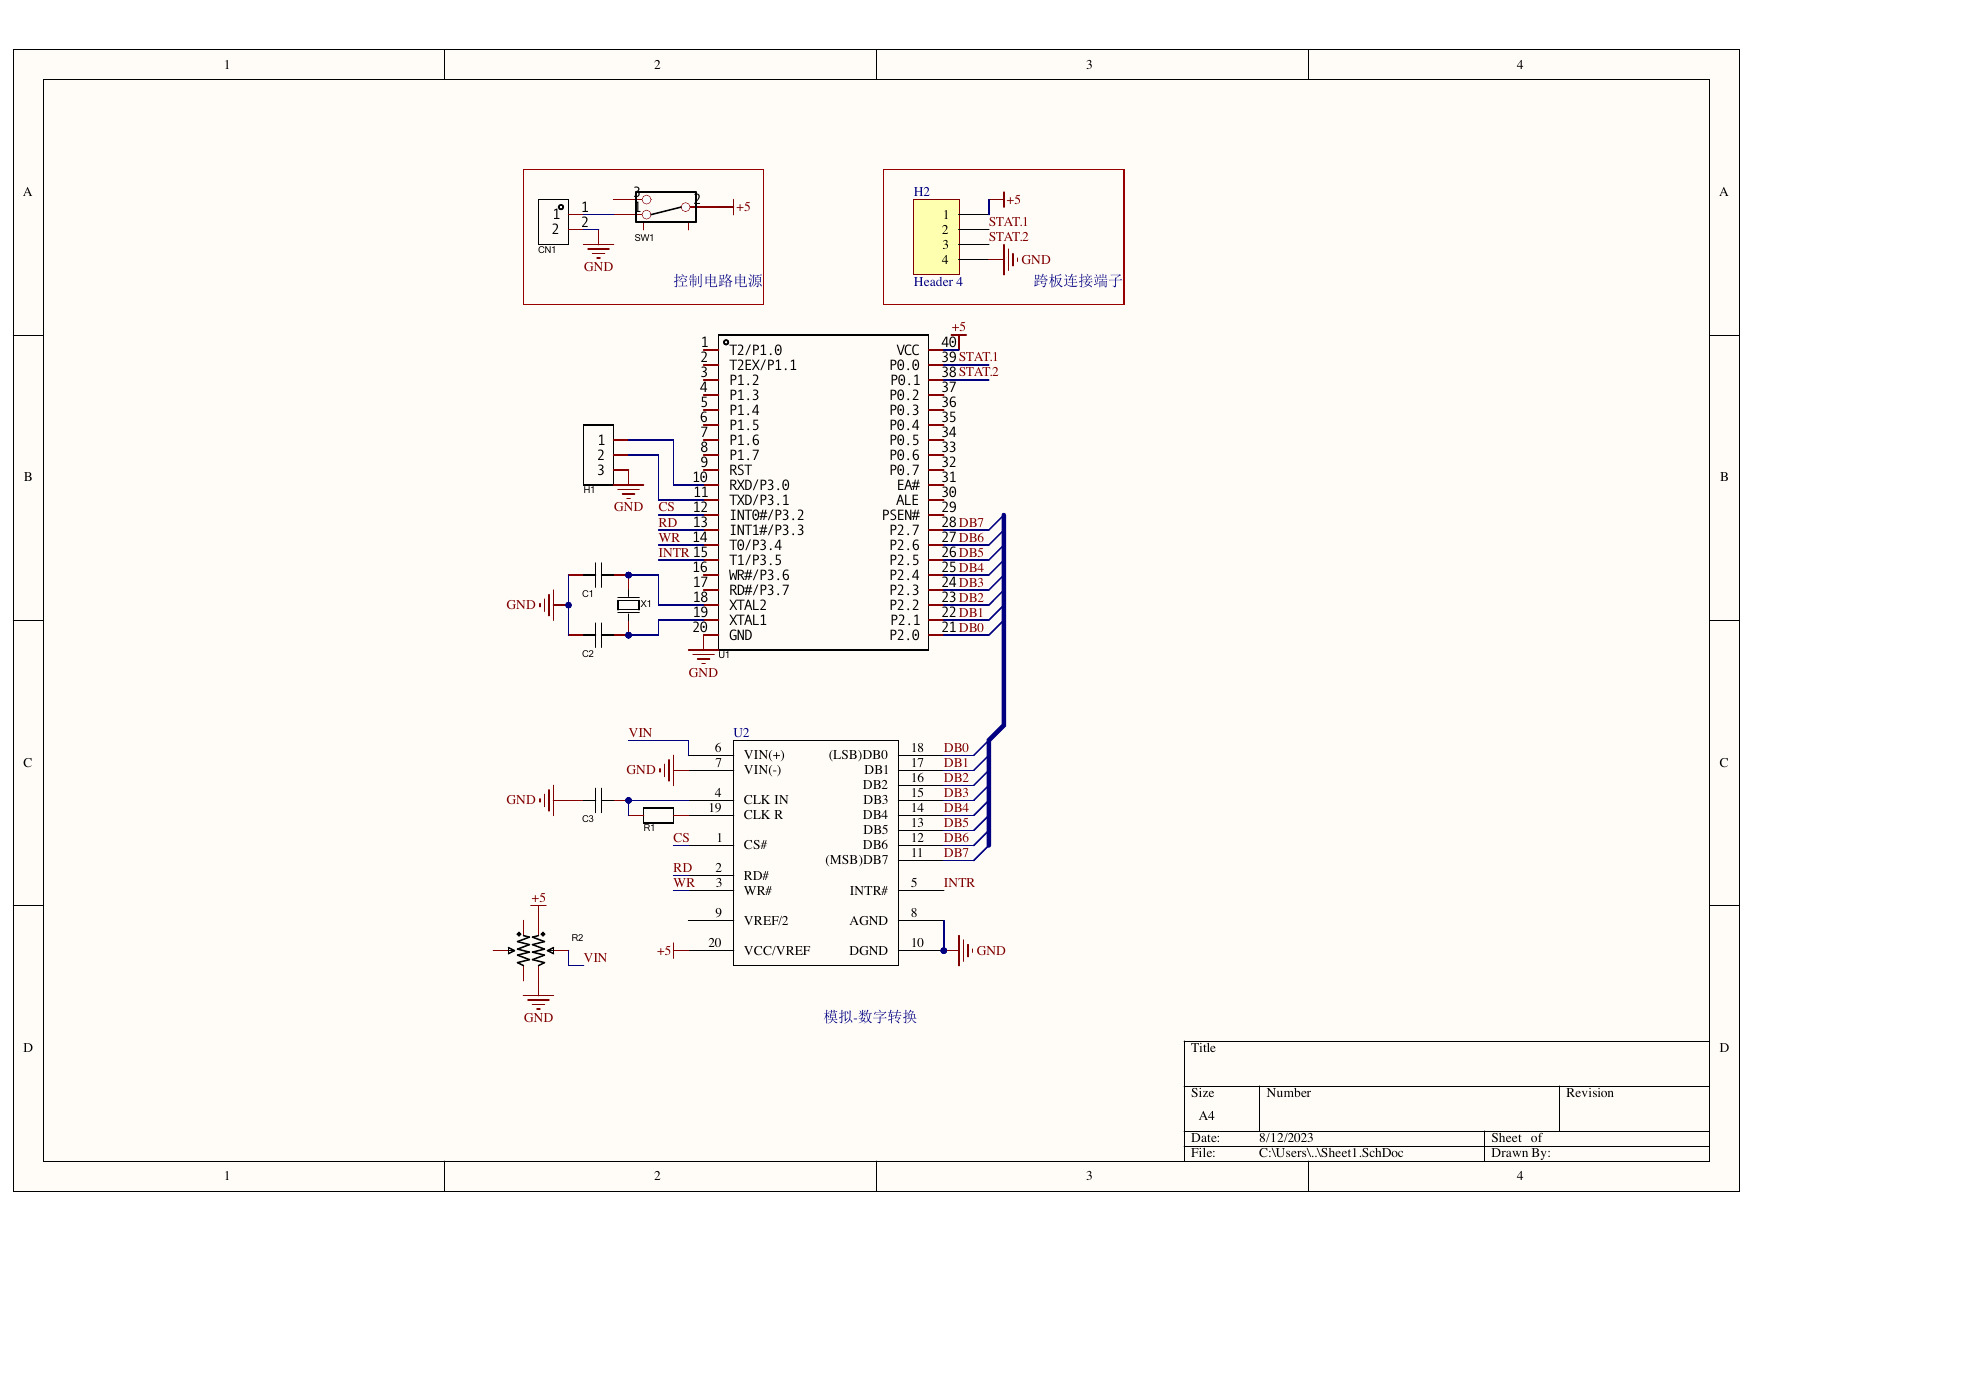 1 2 3 4
A A
B B
C C
D D
1 2 3 4
1
2
1
2
3
1
2
+5
CN1
SW1
GND
控制电路电源
H2
1
2
3
4
+5
STAT.1
STAT.2
GND
Header 4
跨板连接端子
+5
1 T2/P1.0 VCC 40
2 T2EX/P1.1 P0.0 39 STAT.1
3 P1.2 P0.1 38 STAT.2
4 P1.3 P0.2 37
5 P1.4 P0.3 36
6 P1.5 P0.4 35
7 P1.6 P0.5 34
8 P1.7 P0.6 33
9 RST P0.7 32
10 RXD/P3.0 EA# 31
11 TXD/P3.1 ALE 30
CS 12 INT0#/P3.2 PSEN# 29
RD 13 INT1#/P3.3 P2.7 28 DB7
WR 14 T0/P3.4 P2.6 27 DB6
INTR 15 T1/P3.5 P2.5 26 DB5
16 WR#/P3.6 P2.4 25 DB4
17 RD#/P3.7 P2.3 24 DB3
18 XTAL2 P2.2 23 DB2
19 XTAL1 P2.1 22 DB1
20 GND P2.0 21 DB0
U1
GND
1
2
3
H1
GND
C1
GND
X1
C2
U2
VIN 6 VIN(+) (LSB)DB0 18 DB0
GND 7 VIN(-) DB1 17 DB1
DB2 16 DB2
GND 4 CLK IN DB3 15 DB3
19 CLK R DB4 14 DB4
C3
R1
DB5 13 DB5
CS 1 CS# DB6 12 DB6
(MSB)DB7 11 DB7
RD 2 RD#
WR 3 WR# INTR# 5 INTR
9 VREF/2 AGND 8
+5 20 VCC/VREF DGND 10 GND
+5
R2
VIN
GND
模拟-数字转换
Title
Size Number Revision
A4
Date: 8/12/2023 Sheet of
File: C:\Users\..\Sheet1.SchDoc Drawn By: